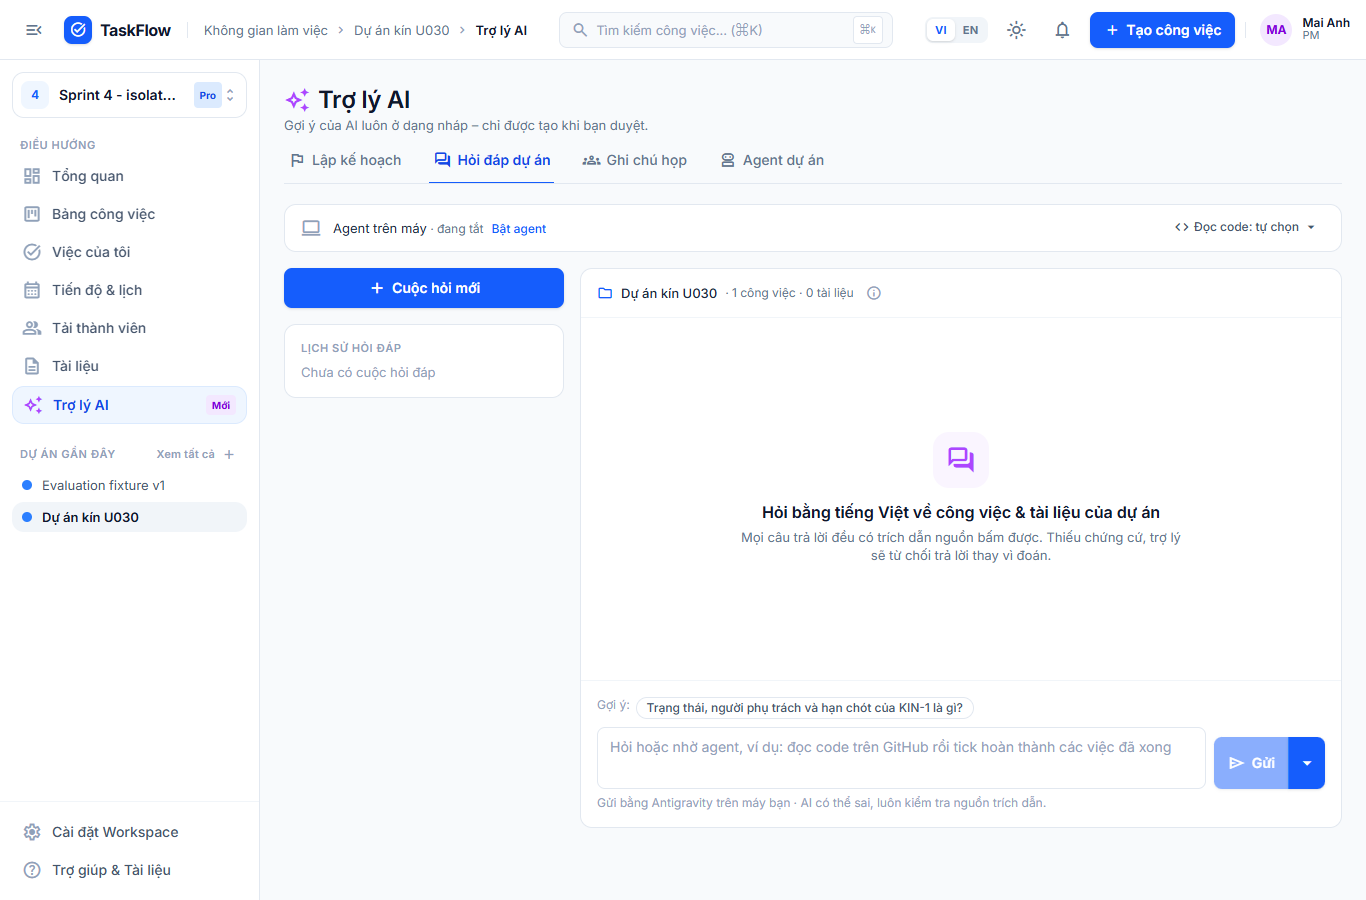 TaskFlow
Không gian làm việc
Dự án kín U030
Trợ lý AI
Tìm kiếm công việc... (⌘K)
⌘K
VI
EN
Tạo công việc
MA
Mai Anh
PM
4
Sprint 4 - isolat...
Pro
ĐIỀU HƯỚNG
Tổng quan
Bảng công việc
Việc của tôi
Tiến độ & lịch
Tải thành viên
Tài liệu
Trợ lý AI
Mới
DỰ ÁN GẦN ĐÂY
Xem tất cả
Evaluation fixture v1
Dự án kín U030
Cài đặt Workspace
Trợ giúp & Tài liệu
Trợ lý AI
Gợi ý của AI luôn ở dạng nháp – chỉ được tạo khi bạn duyệt.
Lập kế hoạch
Hỏi đáp dự án
Ghi chú họp
Agent dự án
Agent trên máy · đang tắt Bật agent
Đọc code: tự chọn
Cuộc hỏi mới
LỊCH SỬ HỎI ĐÁP
Chưa có cuộc hỏi đáp
Dự án kín U030 · 1 công việc · 0 tài liệu
Hỏi bằng tiếng Việt về công việc & tài liệu của dự án
Mọi câu trả lời đều có trích dẫn nguồn bấm được. Thiếu chứng cứ, trợ lý
sẽ từ chối trả lời thay vì đoán.
Gợi ý:
Trạng thái, người phụ trách và hạn chót của KIN-1 là gì?
Hỏi hoặc nhờ agent, ví dụ: đọc code trên GitHub rồi tick hoàn thành các việc đã xong
Gửi
Gửi bằng Antigravity trên máy bạn · AI có thể sai, luôn kiểm tra nguồn trích dẫn.